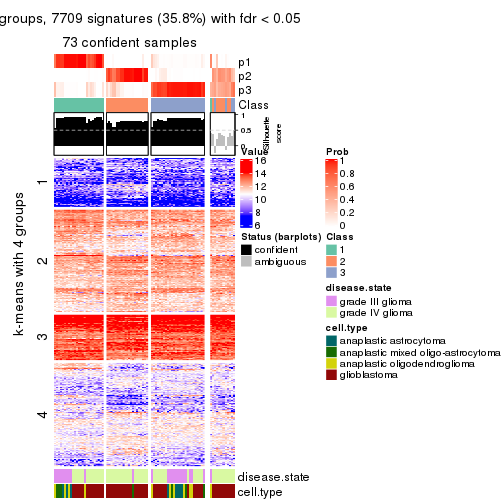 groups, 7709 signatures (35.8%) with fdr < 0.05
73 confident samples
p1
p2
p3
Class
1
0.5
0
Silhouette
score
k-means with 4 groups
1
2
3
4
Value
16
14
12
10
8
6
Prob
1
0.8
0.6
0.4
0.2
0
Status (barplots)
confident
ambiguous
Class
1
2
3
disease.state
grade III glioma
grade IV glioma
cell.type
anaplastic astrocytoma
anaplastic mixed oligo-astrocytoma
anaplastic oligodendroglioma
glioblastoma
disease.state
cell.type